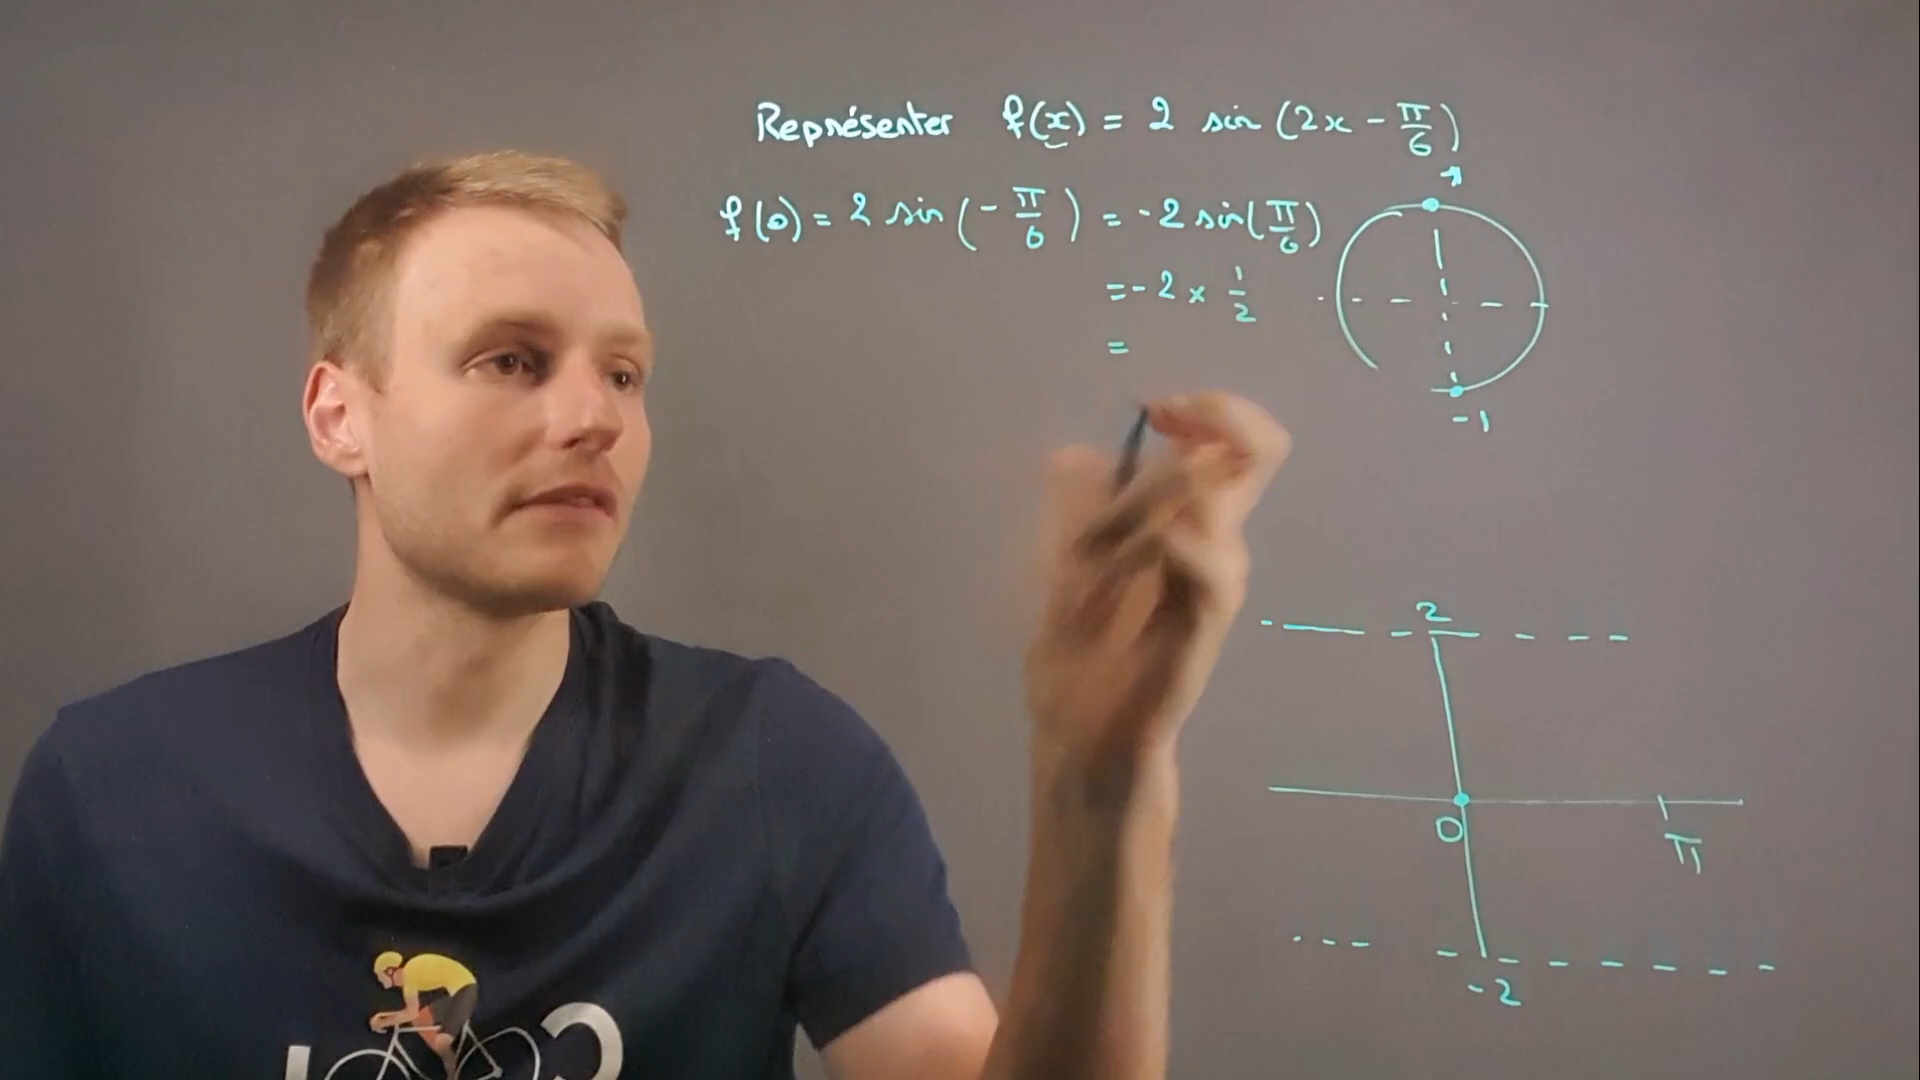 Représenter f(x) = 2 sin (2x - π/6)
f(0) = 2 sin (-π/6) = -2 sin(π/6)
= -2 × 1/2
=
1
-1
2
0
π
-2